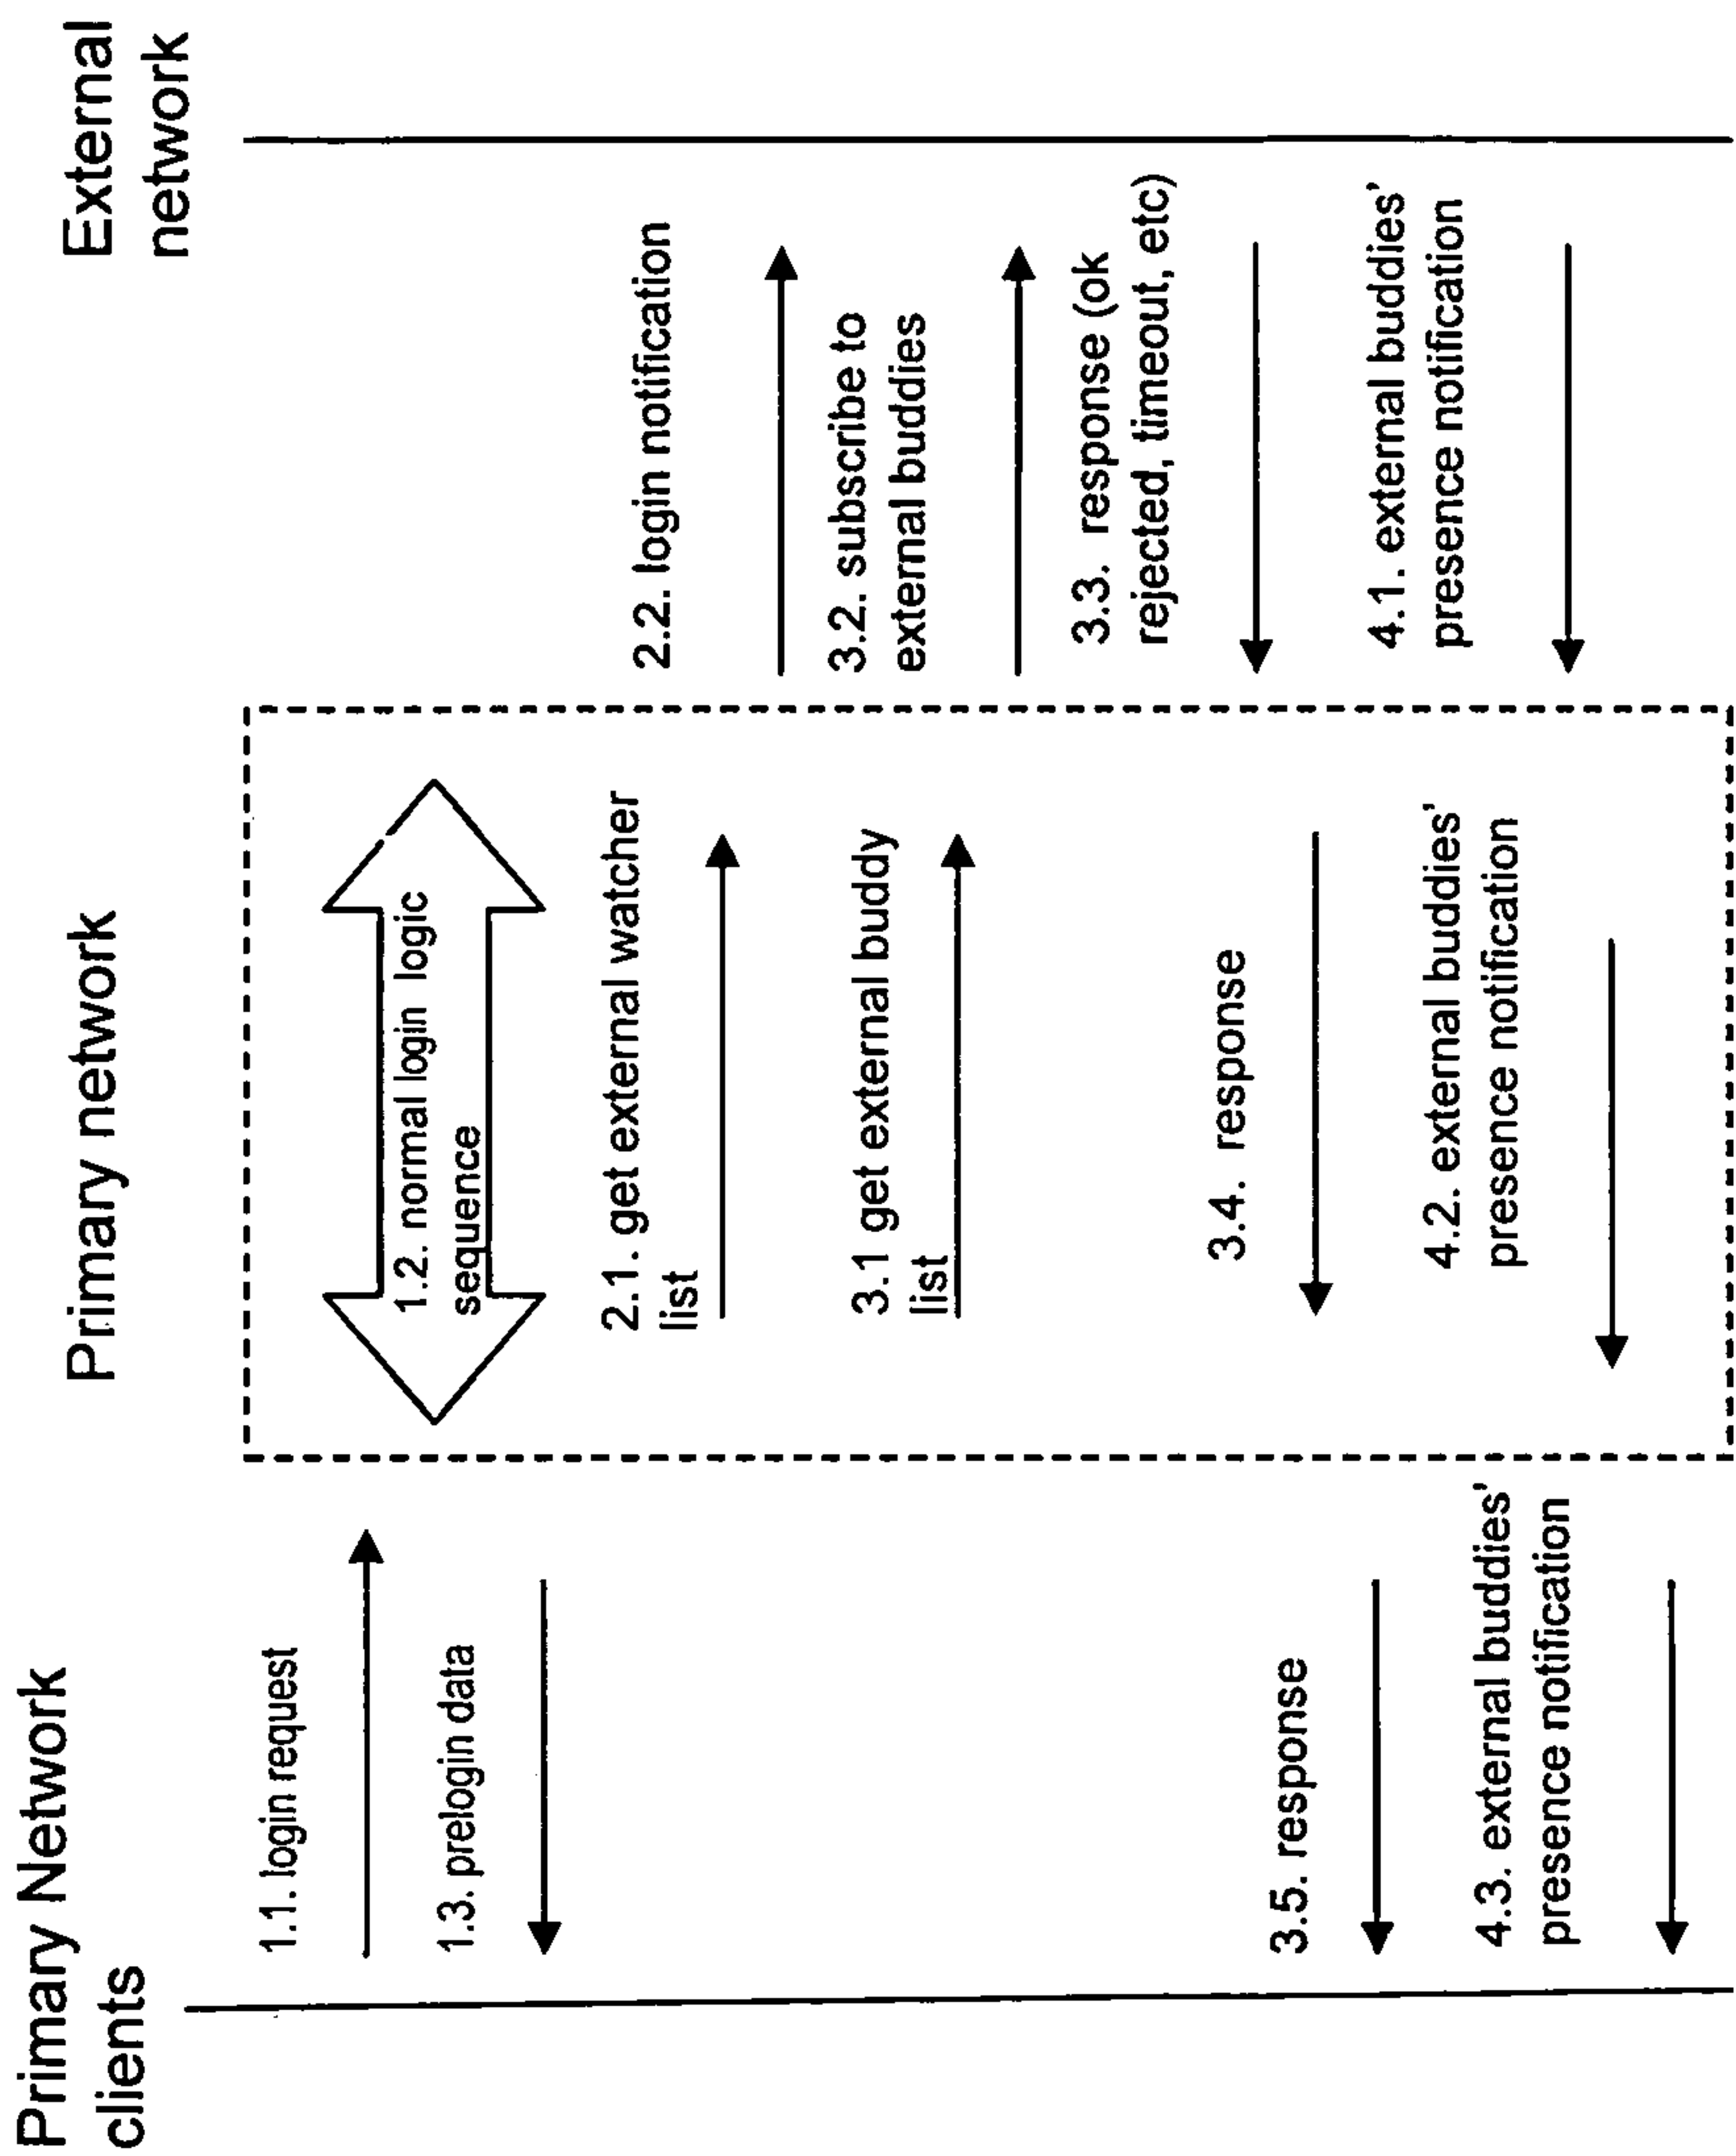 Primary Network
clients
Primary network
External
network
1.1. login request
1.2. normal login logic
sequence
1.3. prelogin data
2.1. get external watcher
list
2.2. login notification
3.1 get external buddy
list
3.2. subscribe to
external buddies
3.3. response (ok
rejected, timeout, etc)
3.4. response
3.5. response
4.1. external buddies'
presence notification
4.2. external buddies'
presence notification
4.3. external buddies'
presence notification